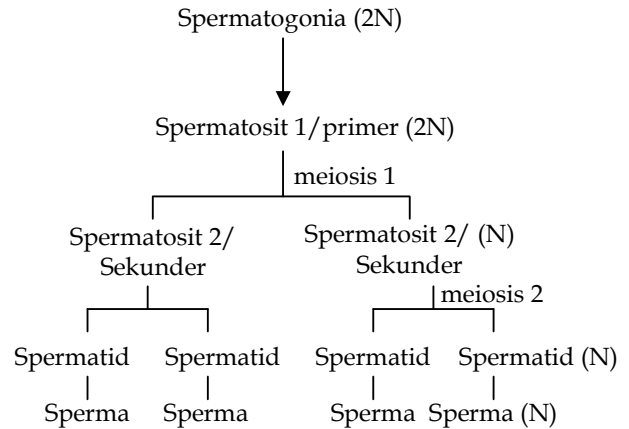 Spermatogonia (2N)
Spermatosit 1/primer (2N)
meiosis 1
Spermatosit 2/
Sekunder
Spermatosit 2/ (N)
Sekunder
meiosis 2
Spermatid Spermatid Spermatid Spermatid (N)
Sperma Sperma Sperma Sperma (N)